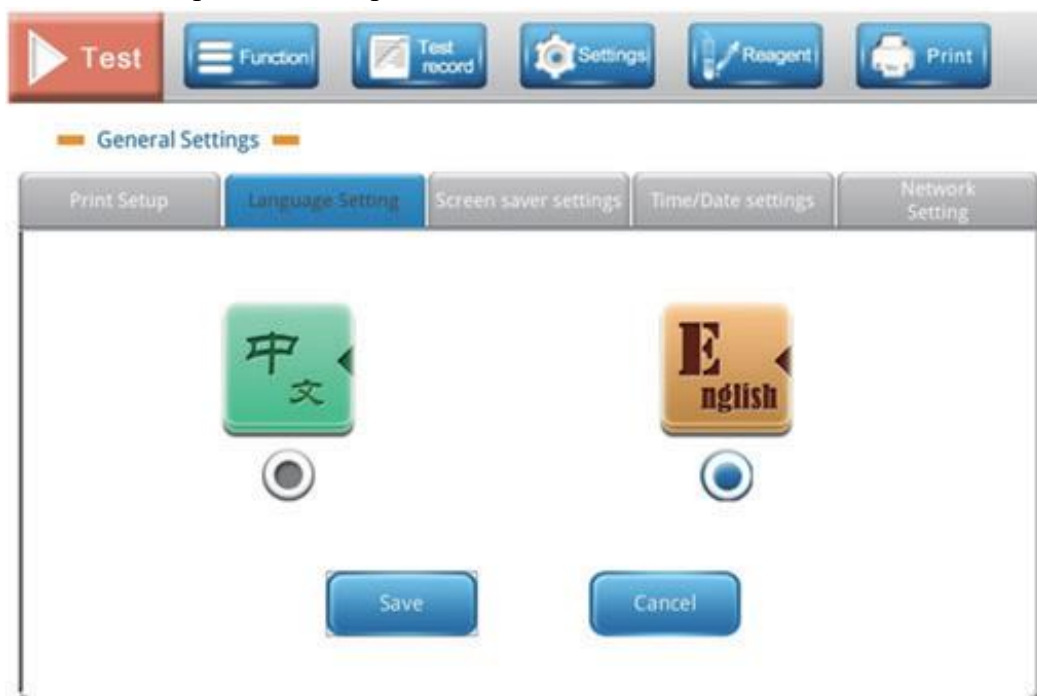 Test
Function
Test
record
Settings
Reagent
Print
General Settings
Print Setup
Language Setting
Screen saver settings
Time/Date settings
Network
Setting
中
文
E
nglish
Save
Cancel